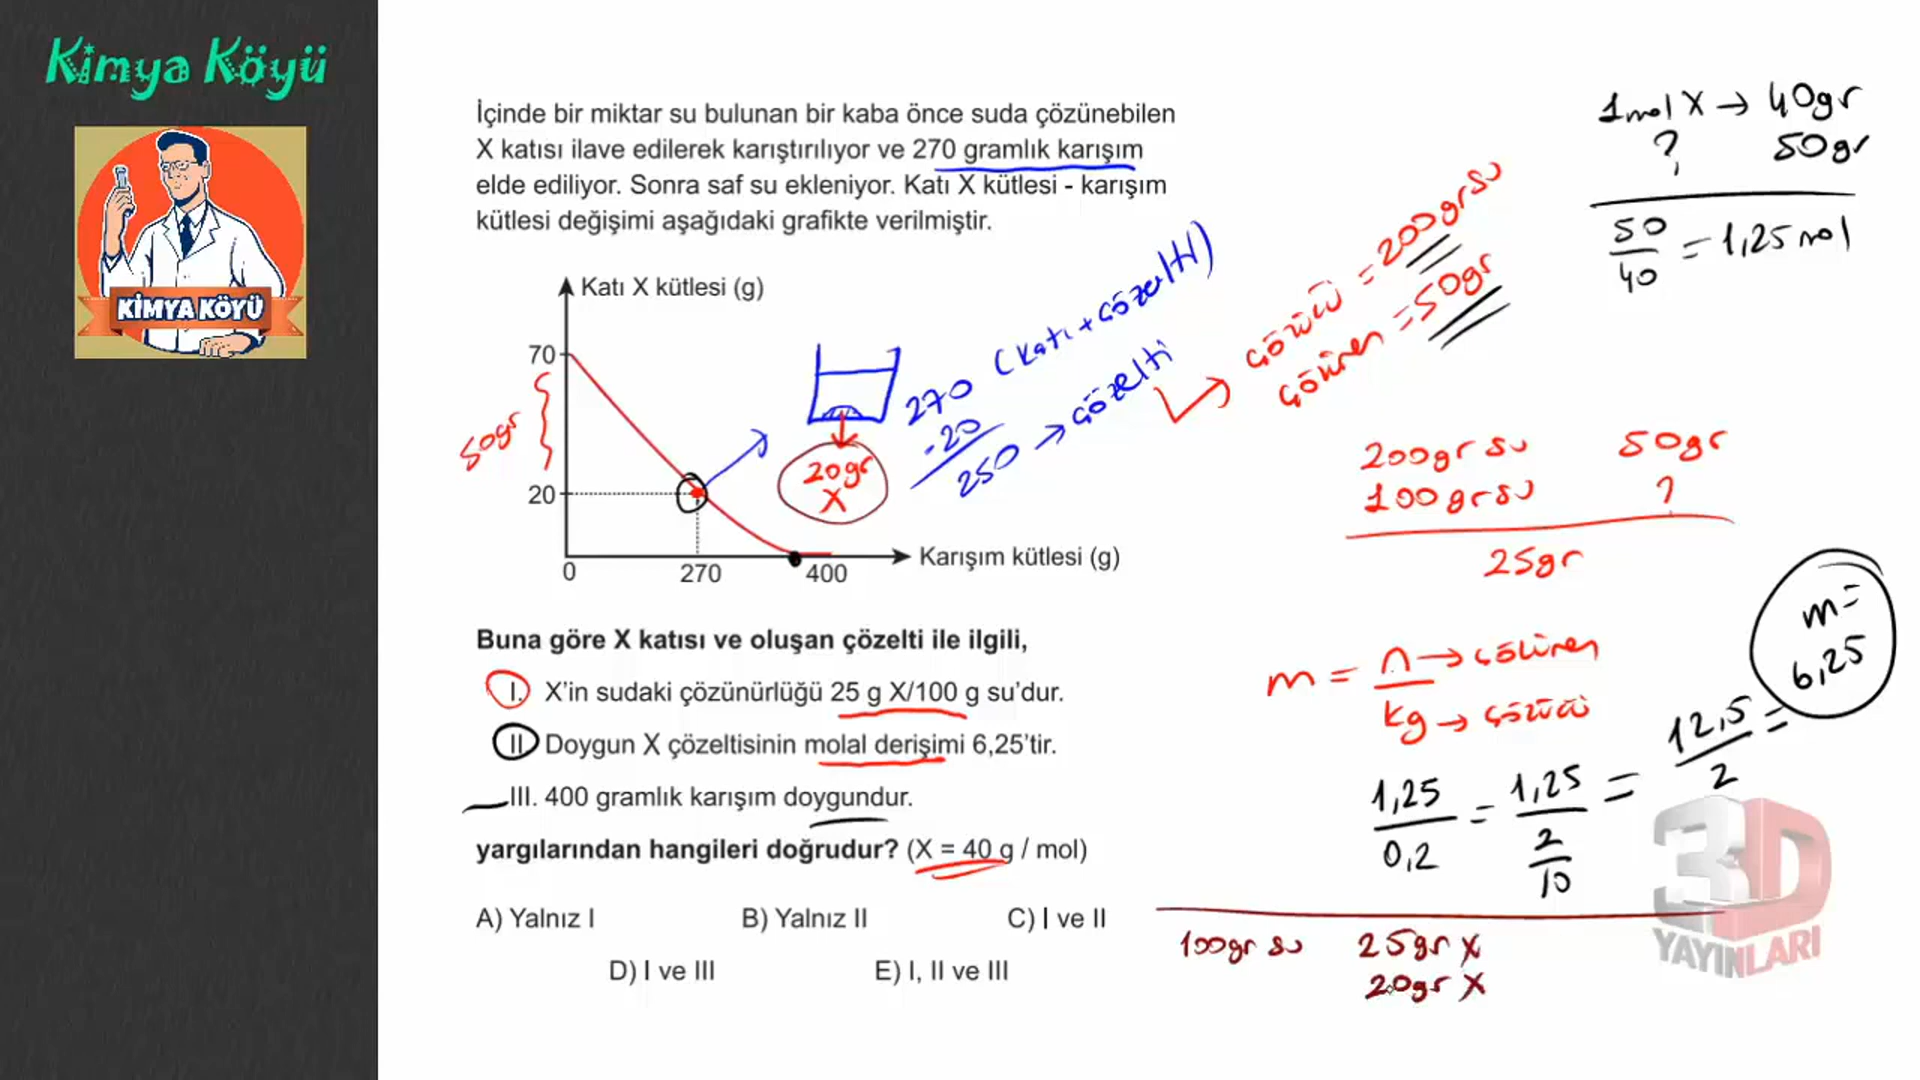 Kimya Köyü
KİMYA KÖYÜ
İçinde bir miktar su bulunan bir kaba önce suda çözünebilen
X katısı ilave edilerek karıştırılıyor ve 270 gramlık karışım
elde ediliyor. Sonra saf su ekleniyor. Katı X kütlesi - karışım
kütlesi değişimi aşağıdaki grafikte verilmiştir.
Katı X kütlesi (g)
70
50gr
20
0
270
400
Karışım kütlesi (g)
20gr
X
270 (katı + çözelti)
-20
250 → çözelti
çözücü = 200gr su
çözünen = 50gr
1 mol X → 40gr
? 50gr
50/40 = 1,25 mol
200gr su 50gr
100gr su ?
25gr
m = n → çözünen
kg → çözücü
1,25/0,2 = 1,25/(2/10) = 12,5/2 =
m =
6,25
Buna göre X katısı ve oluşan çözelti ile ilgili,
I. X'in sudaki çözünürlüğü 25 g X/100 g su'dur.
II Doygun X çözeltisinin molal derişimi 6,25'tir.
III. 400 gramlık karışım doygundur.
yargılarından hangileri doğrudur? (X = 40 g / mol)
A) Yalnız I B) Yalnız II C) I ve II
D) I ve III E) I, II ve III
100gr su 25gr X
20gr X
3D
YAYINLARI